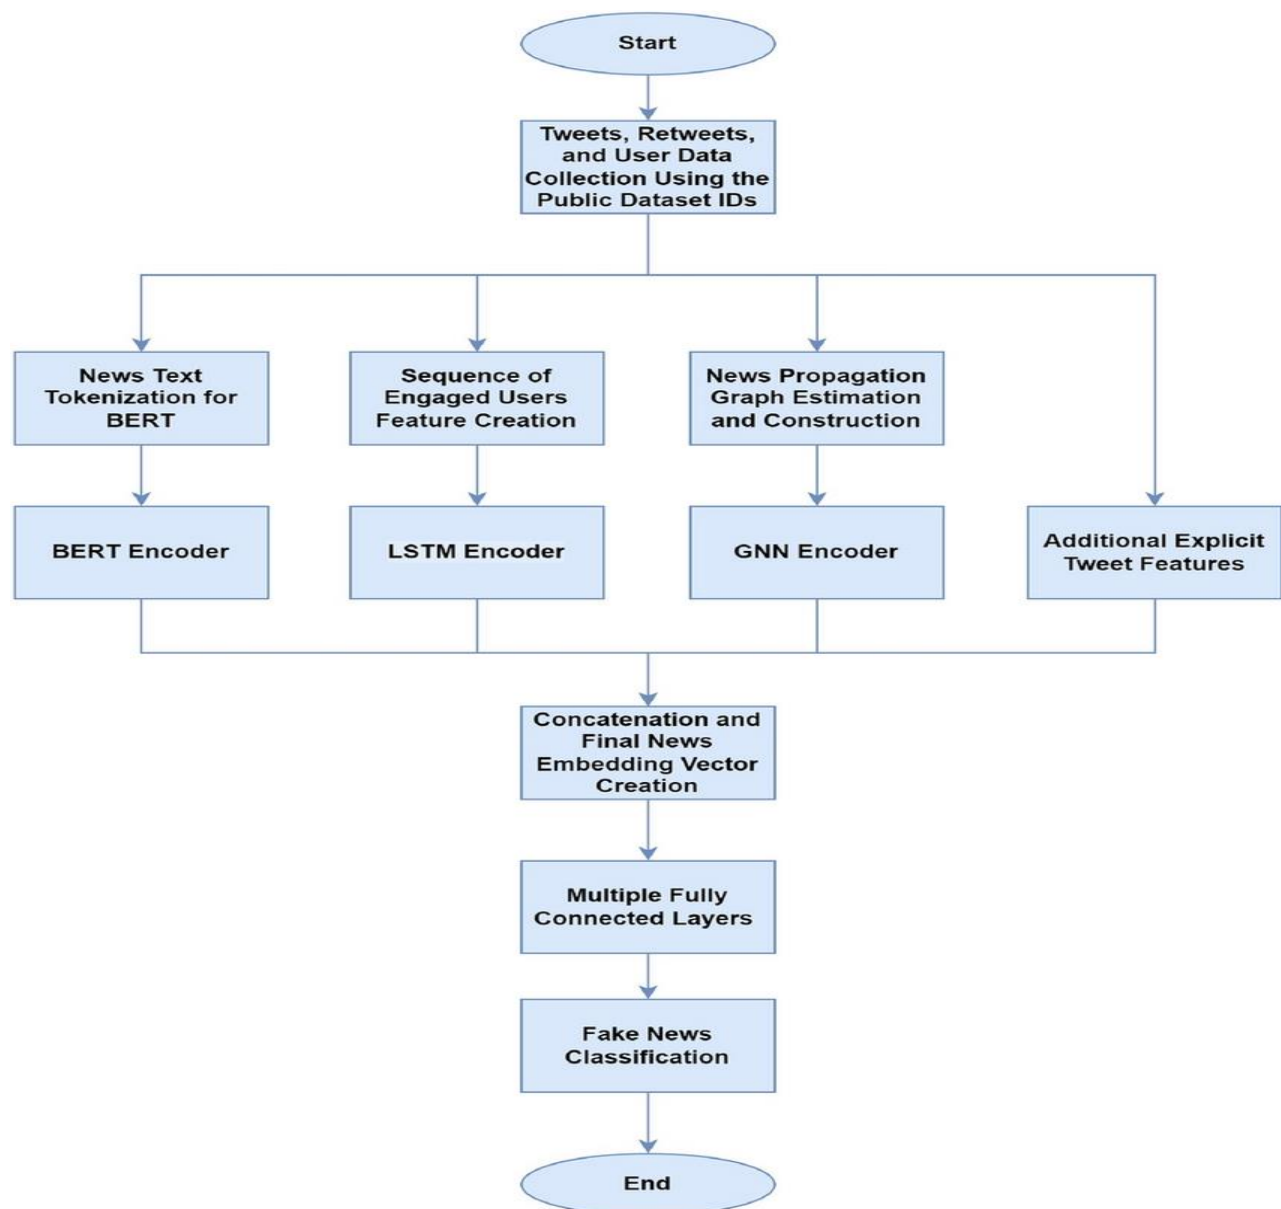 Start
Tweets, Retweets,
and User Data
Collection Using the
Public Dataset IDs
News Text
Tokenization for
BERT
Sequence of
Engaged Users
Feature Creation
News Propagation
Graph Estimation
and Construction
BERT Encoder
LSTM Encoder
GNN Encoder
Additional Explicit
Tweet Features
Concatenation and
Final News
Embedding Vector
Creation
Multiple Fully
Connected Layers
Fake News
Classification
End